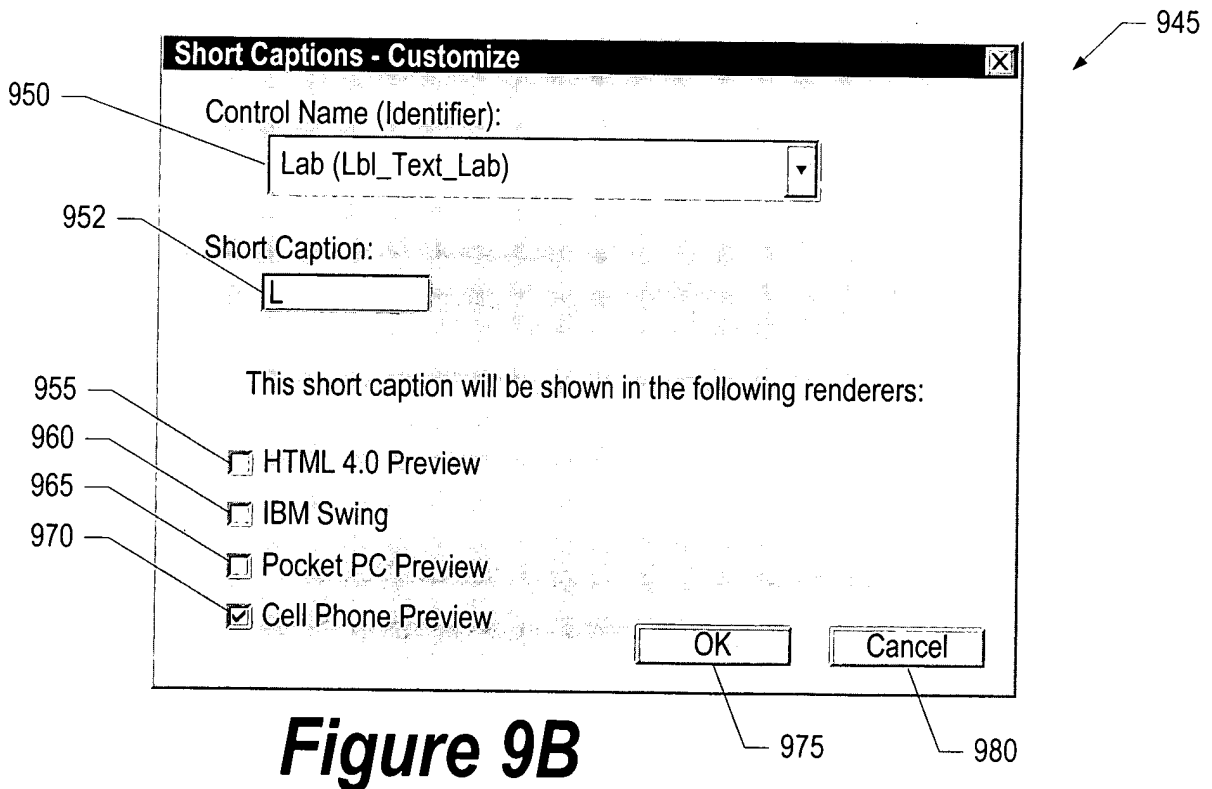 945
Short Captions - Customize
950
Control Name (Identifier):
Lab (Lbl_Text_Lab)
952
Short Caption:
L
This short caption will be shown in the following renderers:
955
HTML 4.0 Preview
960
IBM Swing
965
Pocket PC Preview
970
Cell Phone Preview
OK
Cancel
975
980
Figure 9B